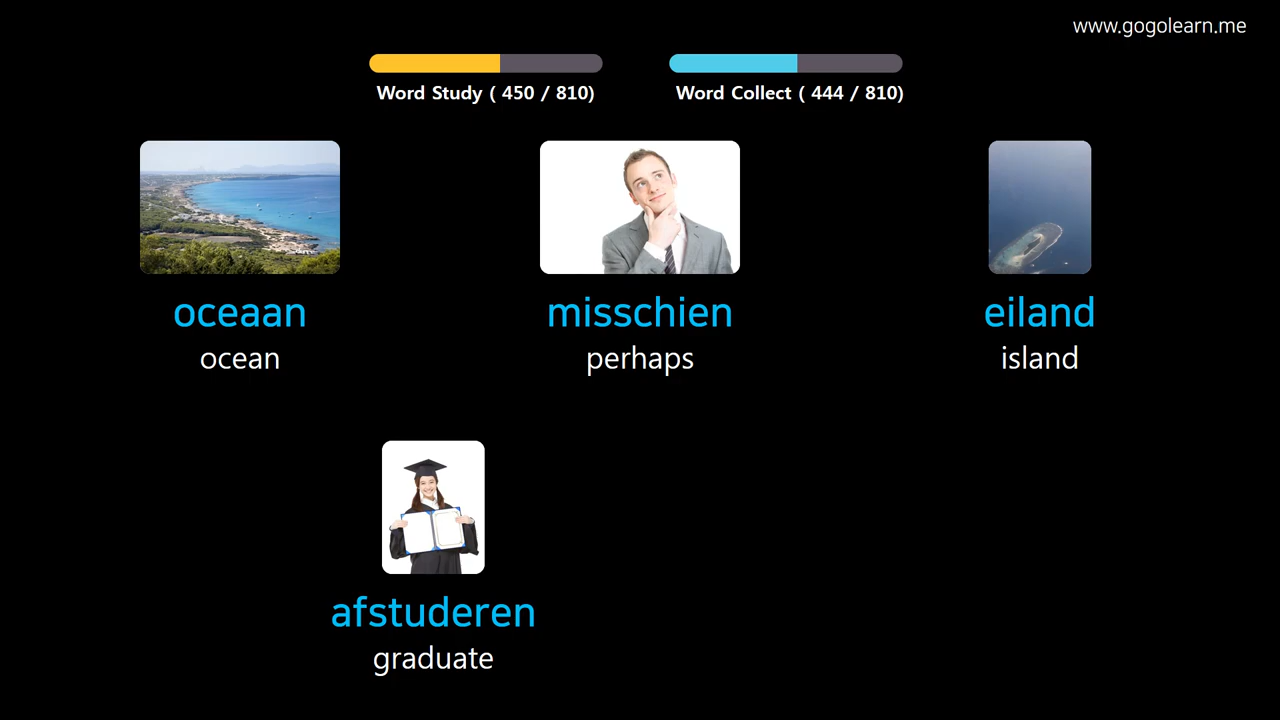 www.gogolearn.me
Word Study ( 450 / 810)
Word Collect ( 444 / 810)
oceaan
ocean
misschien
perhaps
eiland
island
afstuderen
graduate